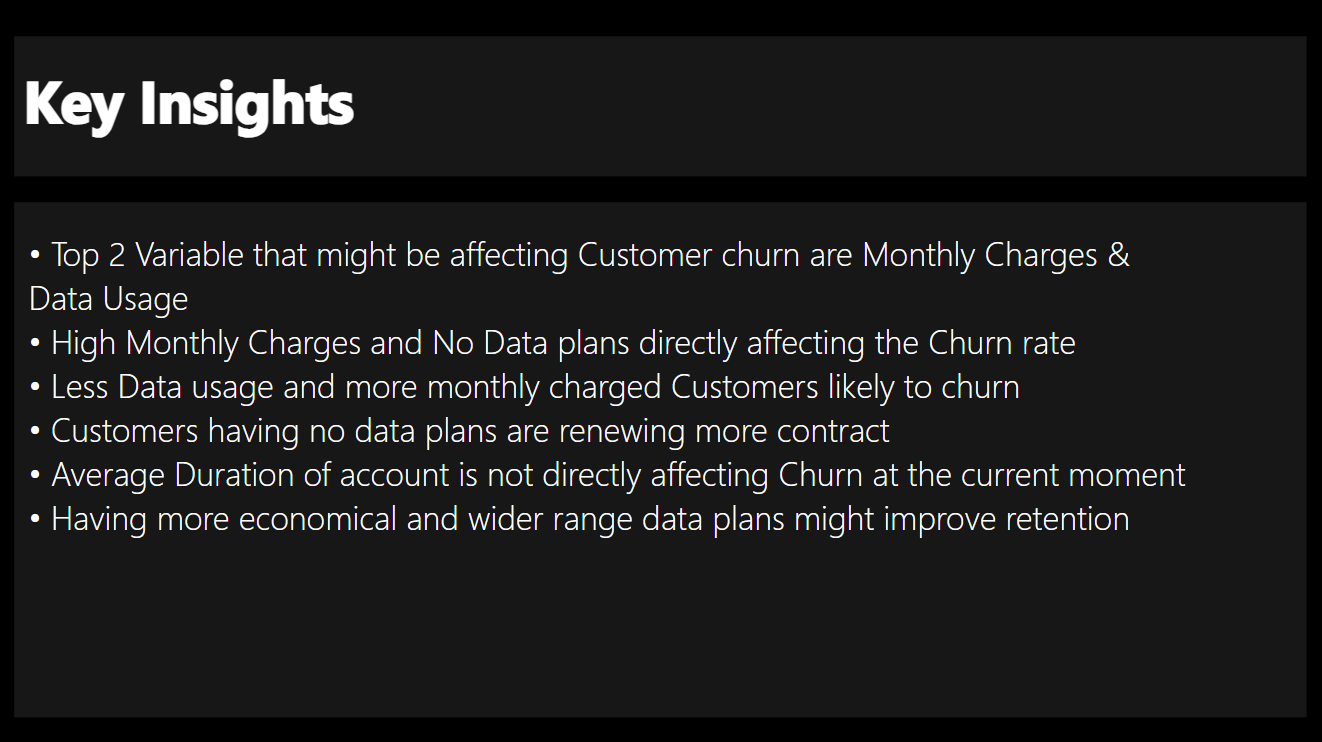 Key Insights
• Top 2 Variable that might be affecting Customer churn are Monthly Charges &
Data Usage
• High Monthly Charges and No Data plans directly affecting the Churn rate
• Less Data usage and more monthly charged Customers likely to churn
• Customers having no data plans are renewing more contract
• Average Duration of account is not directly affecting Churn at the current moment
• Having more economical and wider range data plans might improve retention